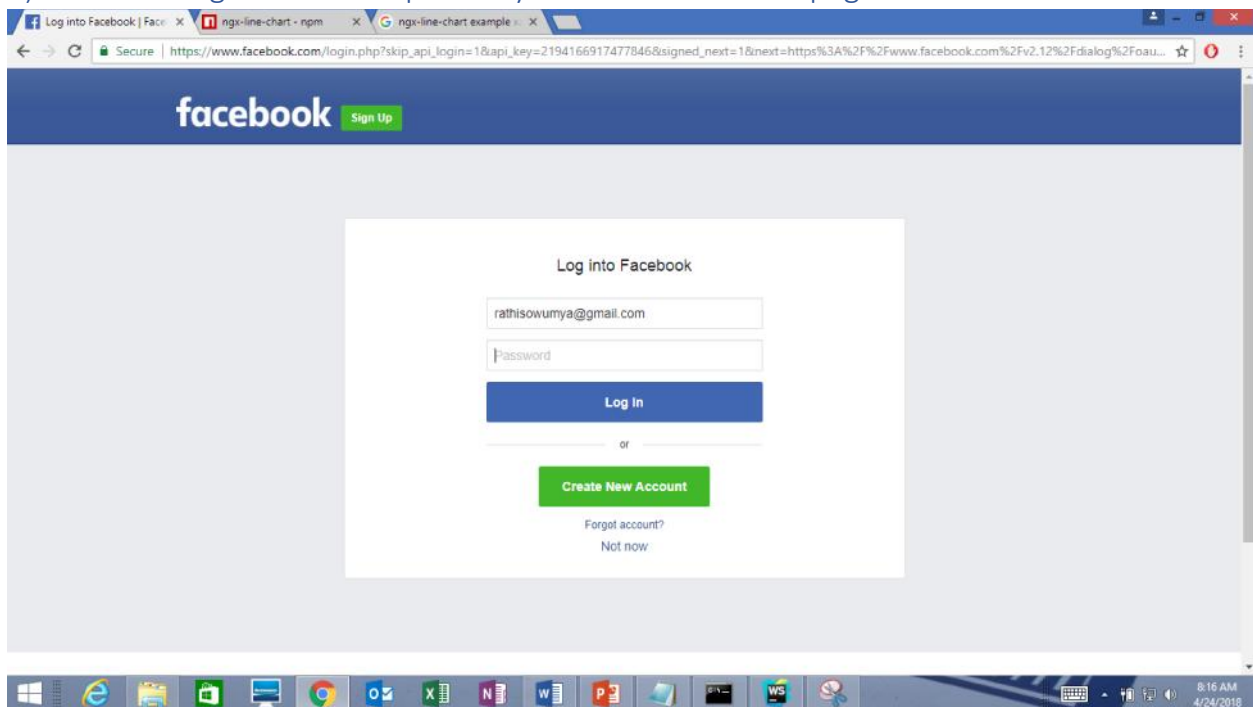 Log into Facebook | Face
ngx-line-chart - npm
ngx-line-chart example
Secure | https://www.facebook.com/login.php?skip_api_login=1&api_key=2194166917477846&signed_next=1&next=https%3A%2F%2Fwww.facebook.com%2Fv2.12%2Fdialog%2Foau...
facebook Sign Up
Log into Facebook
rathisowumya@gmail.com
Password
Log In
or
Create New Account
Forgot account?
Not now
8:16 AM
4/24/2018